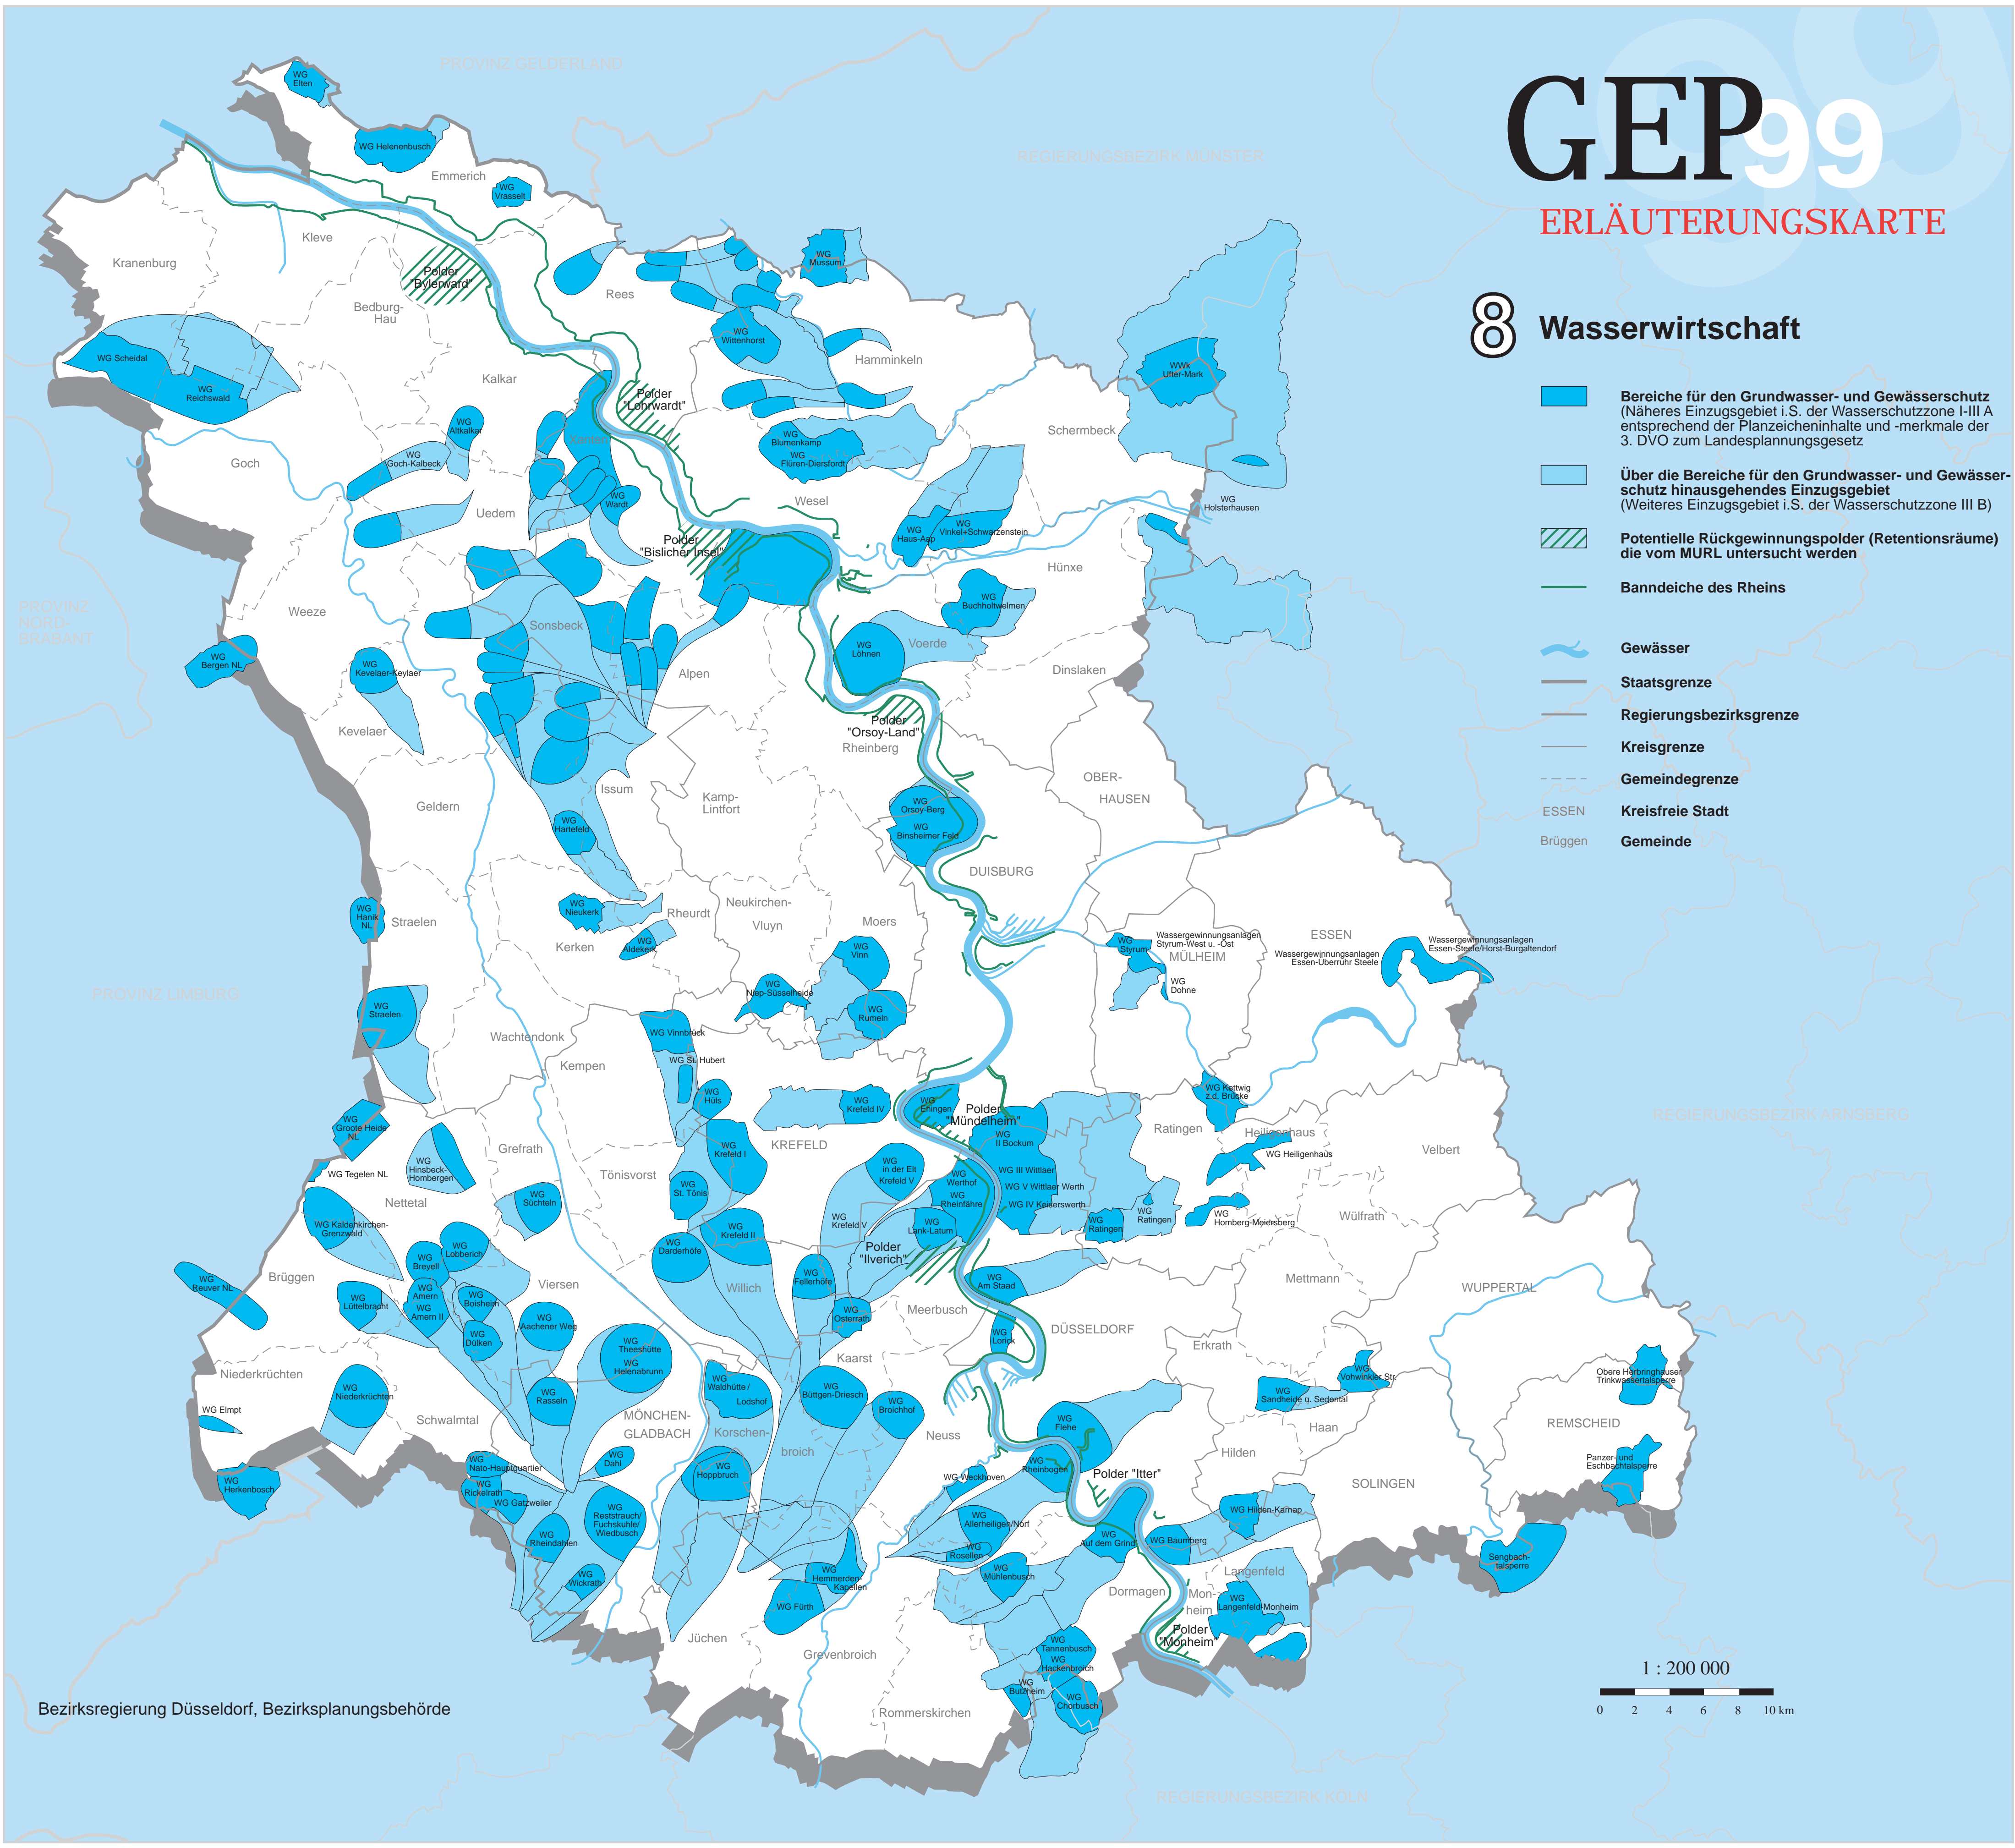 GEP99
ERLÄUTERUNGSKARTE
8 Wasserwirtschaft
Bereiche für den Grundwasser- und Gewässerschutz
(Näheres Einzugsgebiet i.S. der Wasserschutzzone I-III A
entsprechend der Planzeicheninhalte und -merkmale der
3. DVO zum Landesplannungsgesetz
Über die Bereiche für den Grundwasser- und Gewässer-
schutz hinausgehendes Einzugsgebiet
(Weiteres Einzugsgebiet i.S. der Wasserschutzzone III B)
Potentielle Rückgewinnungspolder (Retentionsräume)
die vom MURL untersucht werden
Banndeiche des Rheins
Gewässer
Staatsgrenze
Regierungsbezirksgrenze
Kreisgrenze
Gemeindegrenze
ESSEN Kreisfreie Stadt
Brüggen Gemeinde
1 : 200 000
0 2 4 6 8 10 km
Bezirksregierung Düsseldorf, Bezirksplanungsbehörde
PROVINZ GELDERLAND
REGIERUNGSBEZIRK MÜNSTER
PROVINZ
NORD-
BRABANT
PROVINZ LIMBURG
REGIERUNGSBEZIRK ARNSBERG
REGIERUNGSBEZIRK KÖLN
WG
Elten
WG Helenenbusch
Emmerich
WG
Vrasselt
Kleve
Kranenburg
Polder
"Bylerward"
Bedburg-
Hau
Rees
WG
Mussum
WG
Wittenhorst
Hamminkeln
WG Scheidal
WG
Reichswald
Kalkar
Polder
"Lohrwardt"
WG
Altkalkar
Xanten
WG
Goch-Kalbeck
Goch
WG
Blumenkamp
WG
Flüren-Diersfordt
Schermbeck
WWk
Üfter-Mark
WG
Holsterhausen
Uedem
WG
Wardt
Wesel
WG
Haus-Aap
WG
Vinkel+Schwarzenstein
Polder
"Bislicher Insel"
Hünxe
WG
Buchholtwelmen
Weeze
Sonsbeck
WG
Löhnen
Voerde
WG
Bergen NL
WG
Kevelaer-Keylaer
Alpen
Dinslaken
Kevelaer
Polder
"Orsoy-Land"
Rheinberg
Geldern
Issum
Kamp-
Lintfort
OBER-
HAUSEN
WG
Hartefeld
WG
Orsoy-Berg
WG
Binsheimer Feld
DUISBURG
WG
Hanik
NL
Straelen
WG
Nieukerk
Rheurdt
Neukirchen-
Vluyn
Moers
Kerken
WG
Aldekerk
WG
Vinn
WG
Styrum
Wassergewinnungsanlagen
Styrum-West u. -Ost
MÜLHEIM
WG
Dohne
ESSEN
Wassergewinnungsanlagen
Essen-Überruhr Steele
Wassergewinnungsanlagen
Essen-Steele/Horst-Burgaltendorf
WG
Niep-Süsselheide
WG
Rumeln
WG
Straelen
Wachtendonk
WG Vinnbrück
WG St. Hubert
Kempen
WG
Hüls
WG
Krefeld IV
WG
Ehingen
Polder
"Mündelheim"
WG
II Bockum
Ratingen
WG Kettwig
z.d. Brücke
Heiligenhaus
WG Heiligenhaus
Velbert
WG
Groote Heide
NL
WG Tegelen NL
WG
Hinsbeck-
Hombergen
Grefrath
WG
Krefeld I
KREFELD
WG
in der Elt
Krefeld V
WG
Werthof
WG
Rheinfähre
WG III Wittlaer
WG V Wittlaer Werth
WG IV Keiserswerth
Nettetal
WG
Süchteln
Tönisvorst
WG
St. Tönis
WG
Krefeld II
WG
Krefeld V
WG
Lank-Latum
WG
Ratingen
WG
Ratingen
WG
Homberg-Meiersberg
Wülfrath
WG Kaldenkirchen-
Grenzwald
WG
Lobberich
WG
Breyell
WG
Darderhöfe
Polder
"Ilverich"
WG
Reuver NL
Brüggen
WG
Lüttelbracht
WG
Amern
WG
Amern II
WG
Boisheim
Viersen
Willich
WG
Fellerhöfe
WG
Am Staad
Mettmann
WUPPERTAL
WG
Dülken
WG
Aachener Weg
WG
Osterrath
Meerbusch
WG
Lorick
DÜSSELDORF
Erkrath
WG
Theeshütte
WG
Helenabrunn
Kaarst
WG
Vohwinkler Str.
Obere Herbringhauser
Trinkwassertalsperre
Niederkrüchten
WG
Niederkrüchten
WG
Rasseln
WG
Waldhütte /
Lodshof
WG
Büttgen-Driesch
WG
Broichhof
WG
Sandheide u. Sedental
WG Elmpt
Schwalmtal
MÖNCHEN-
GLADBACH
Korschen-
broich
Neuss
WG
Flehe
Haan
Hilden
REMSCHEID
WG
Dahl
WG
Hoppbruch
WG
Herkenbosch
WG
Nato-Hauptquartier
WG
Rickelrath
WG Gatzweiler
WG Weckhoven
WG
Rheinbogen
Polder "Itter"
SOLINGEN
Panzer- und
Eschbachtalsperre
WG
Reststrauch/
Fuchskuhle/
Wiedbusch
WG
Rheindahlen
WG
Allerheiligen/Norf
WG
Rosellen
WG
Auf dem Grind
WG Baumberg
WG Hilden-Karnap
Sengbach-
talsperre
WG
Wickrath
WG
Hemmerden-
Kapellen
WG
Mühlenbusch
Langenfeld
WG Fürth
Dormagen
Mon-
heim
WG
Langenfeld-Monheim
Polder
"Monheim"
Jüchen
Grevenbroich
WG
Tannenbusch
WG
Hackenbroich
WG
Butzheim
WG
Chorbusch
Rommerskirchen